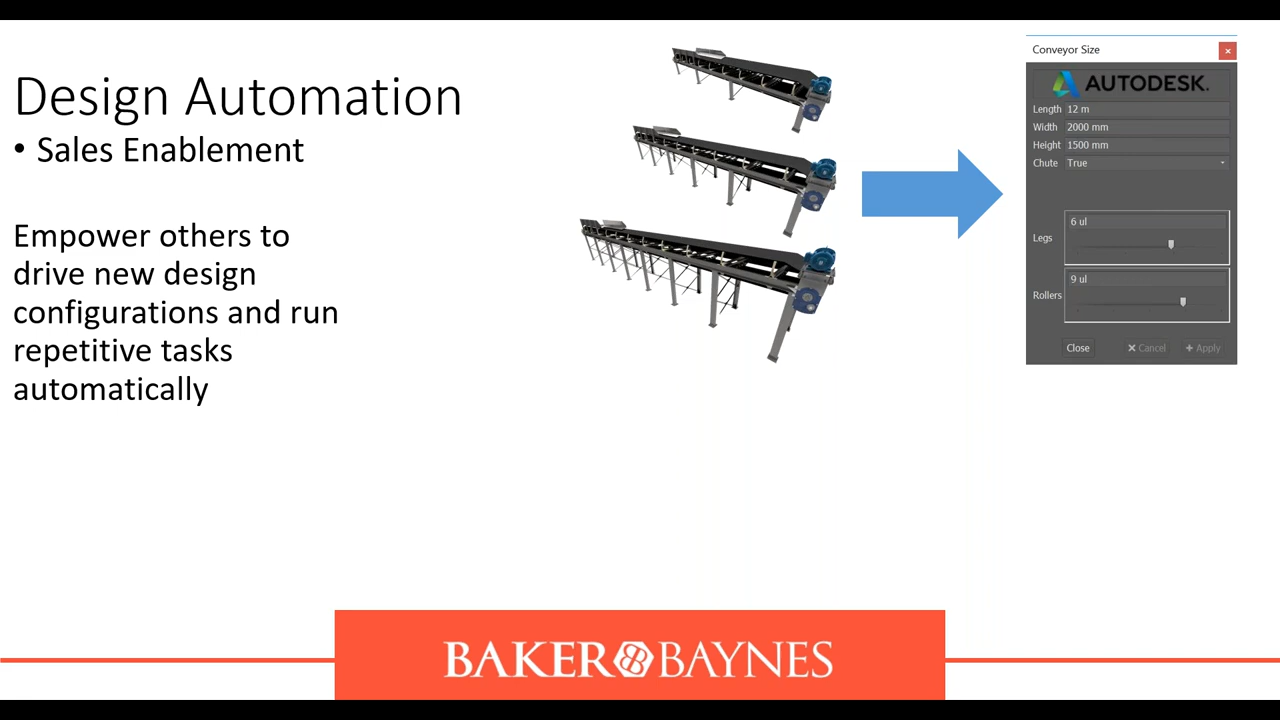 Design Automation
• Sales Enablement
Empower others to
drive new design
configurations and run
repetitive tasks
automatically
Conveyor Size
AUTODESK.
Length 12 m
Width 2000 mm
Height 1500 mm
Chute True
6 ul
Legs
9 ul
Rollers
Close Cancel Apply
BAKER BAYNES